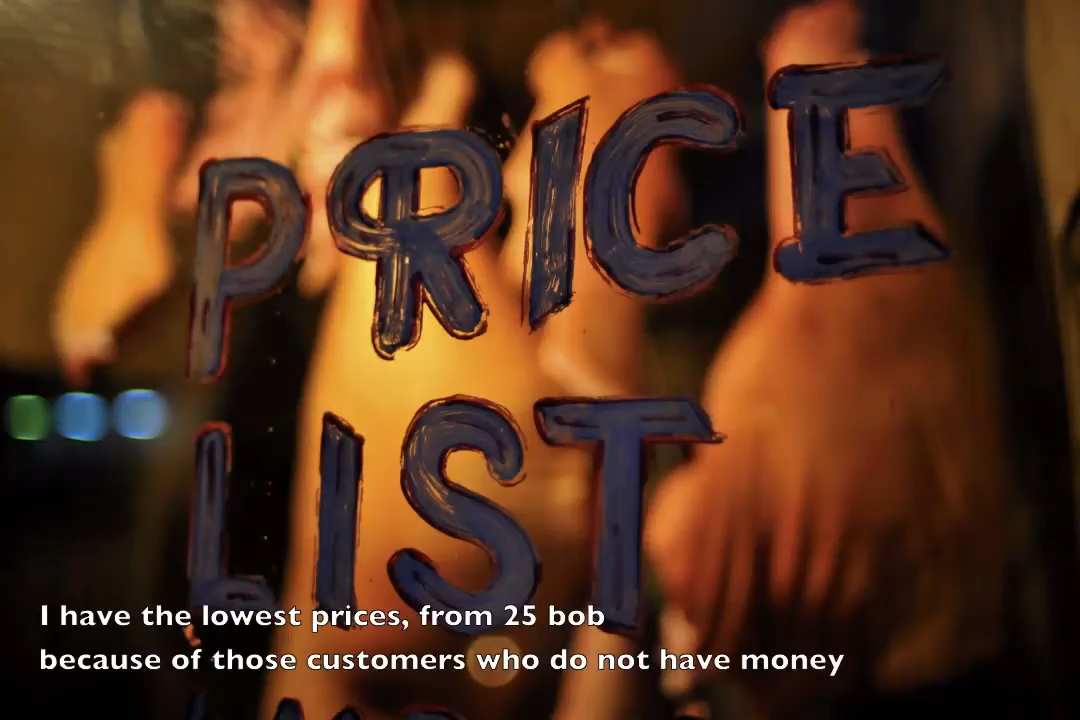 PRICE
LIST
I have the lowest prices, from 25 bob
because of those customers who do not have money